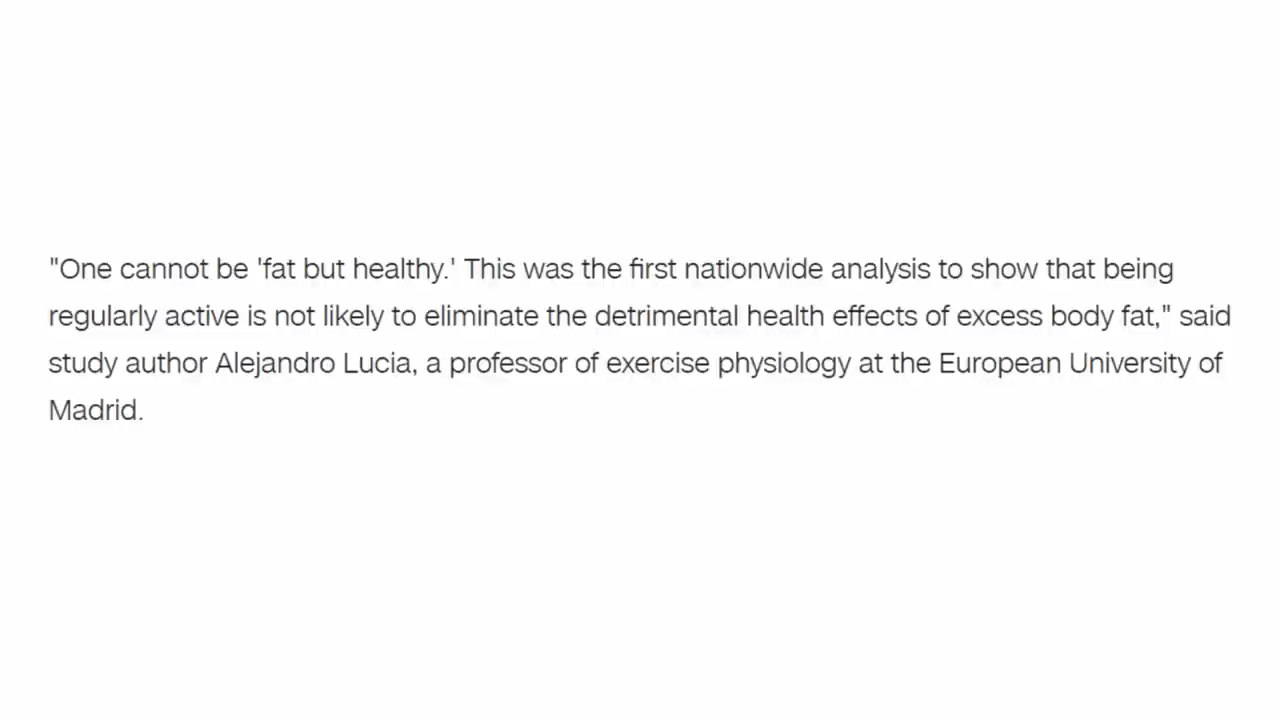 "One cannot be 'fat but healthy.' This was the first nationwide analysis to show that being
regularly active is not likely to eliminate the detrimental health effects of excess body fat," said
study author Alejandro Lucia, a professor of exercise physiology at the European University of
Madrid.